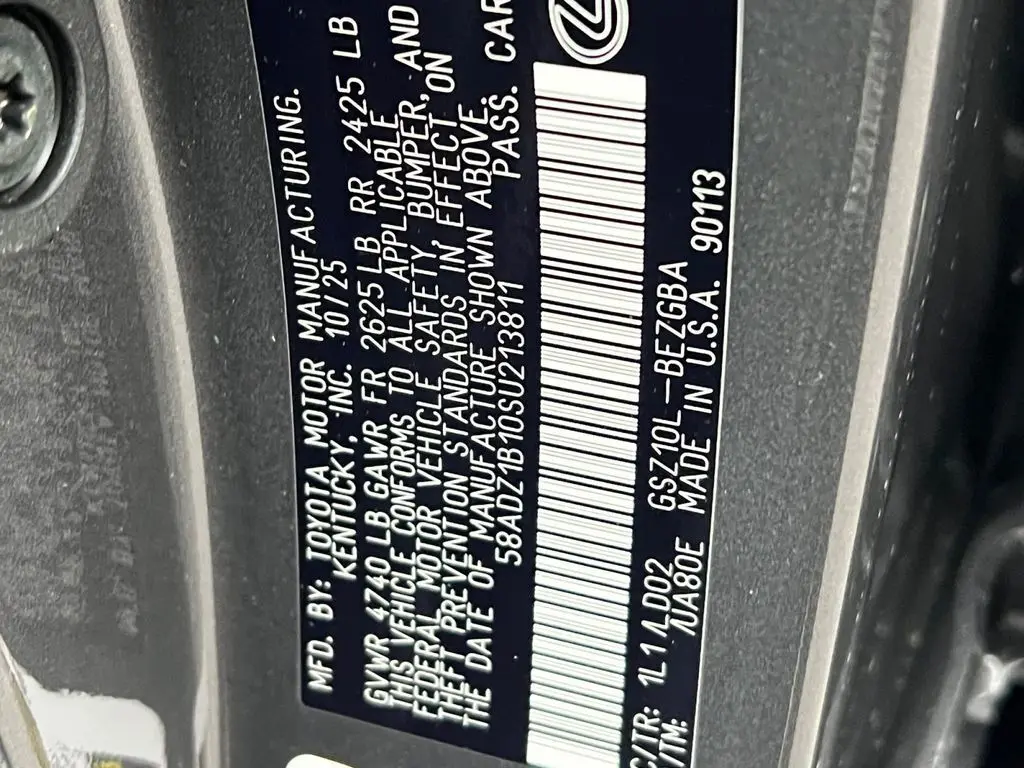 MFD. BY: TOYOTA MOTOR MANUFACTURING.
KENTUCKY, INC. 10/25
GVWR 4740 LB GAWR FR 2625 LB RR 2425 LB
THIS VEHICLE CONFORMS TO ALL APPLICABLE
FEDERAL MOTOR VEHICLE SAFETY, BUMPER, AND
THEFT PREVENTION STANDARDS IN EFFECT ON
THE DATE OF MANUFACTURE SHOWN ABOVE.
58ADZ1B10SU213811 PASS. CAR
C/TR: 1L1/LD02 GSZ10L-BEZGBA
/TM: /UA80E MADE IN U.S.A. 90113